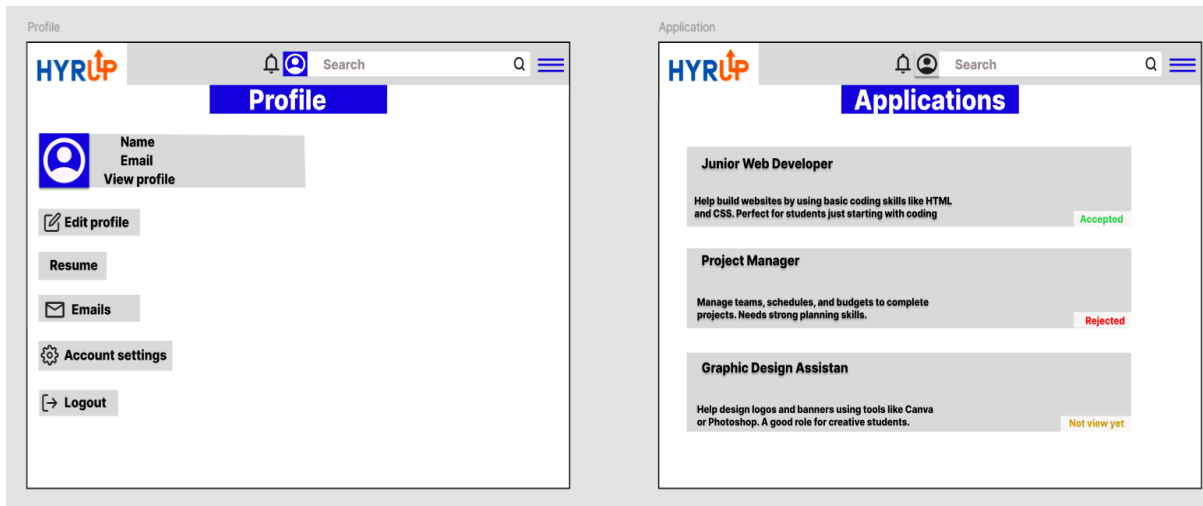 Profile
HYRUP
Search
Profile
Name
Email
View profile
Edit profile
Resume
Emails
Account settings
Logout
Application
HYRUP
Search
Applications
Junior Web Developer
Help build websites by using basic coding skills like HTML
and CSS. Perfect for students just starting with coding
Accepted
Project Manager
Manage teams, schedules, and budgets to complete
projects. Needs strong planning skills.
Rejected
Graphic Design Assistan
Help design logos and banners using tools like Canva
or Photoshop. A good role for creative students.
Not view yet